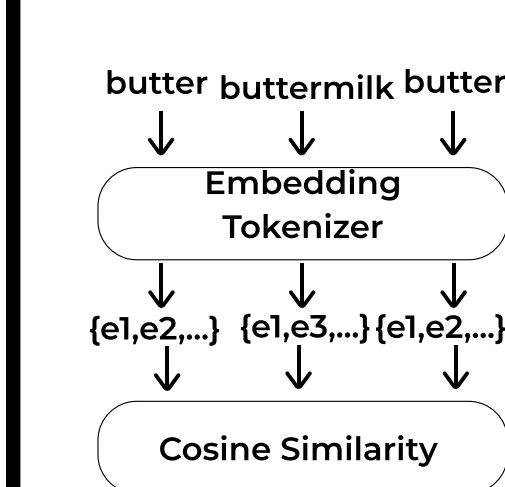 butter buttermilk butter
Embedding
Tokenizer
{e1,e2,...} {e1,e3,...} {e1,e2,...}
Cosine Similarity